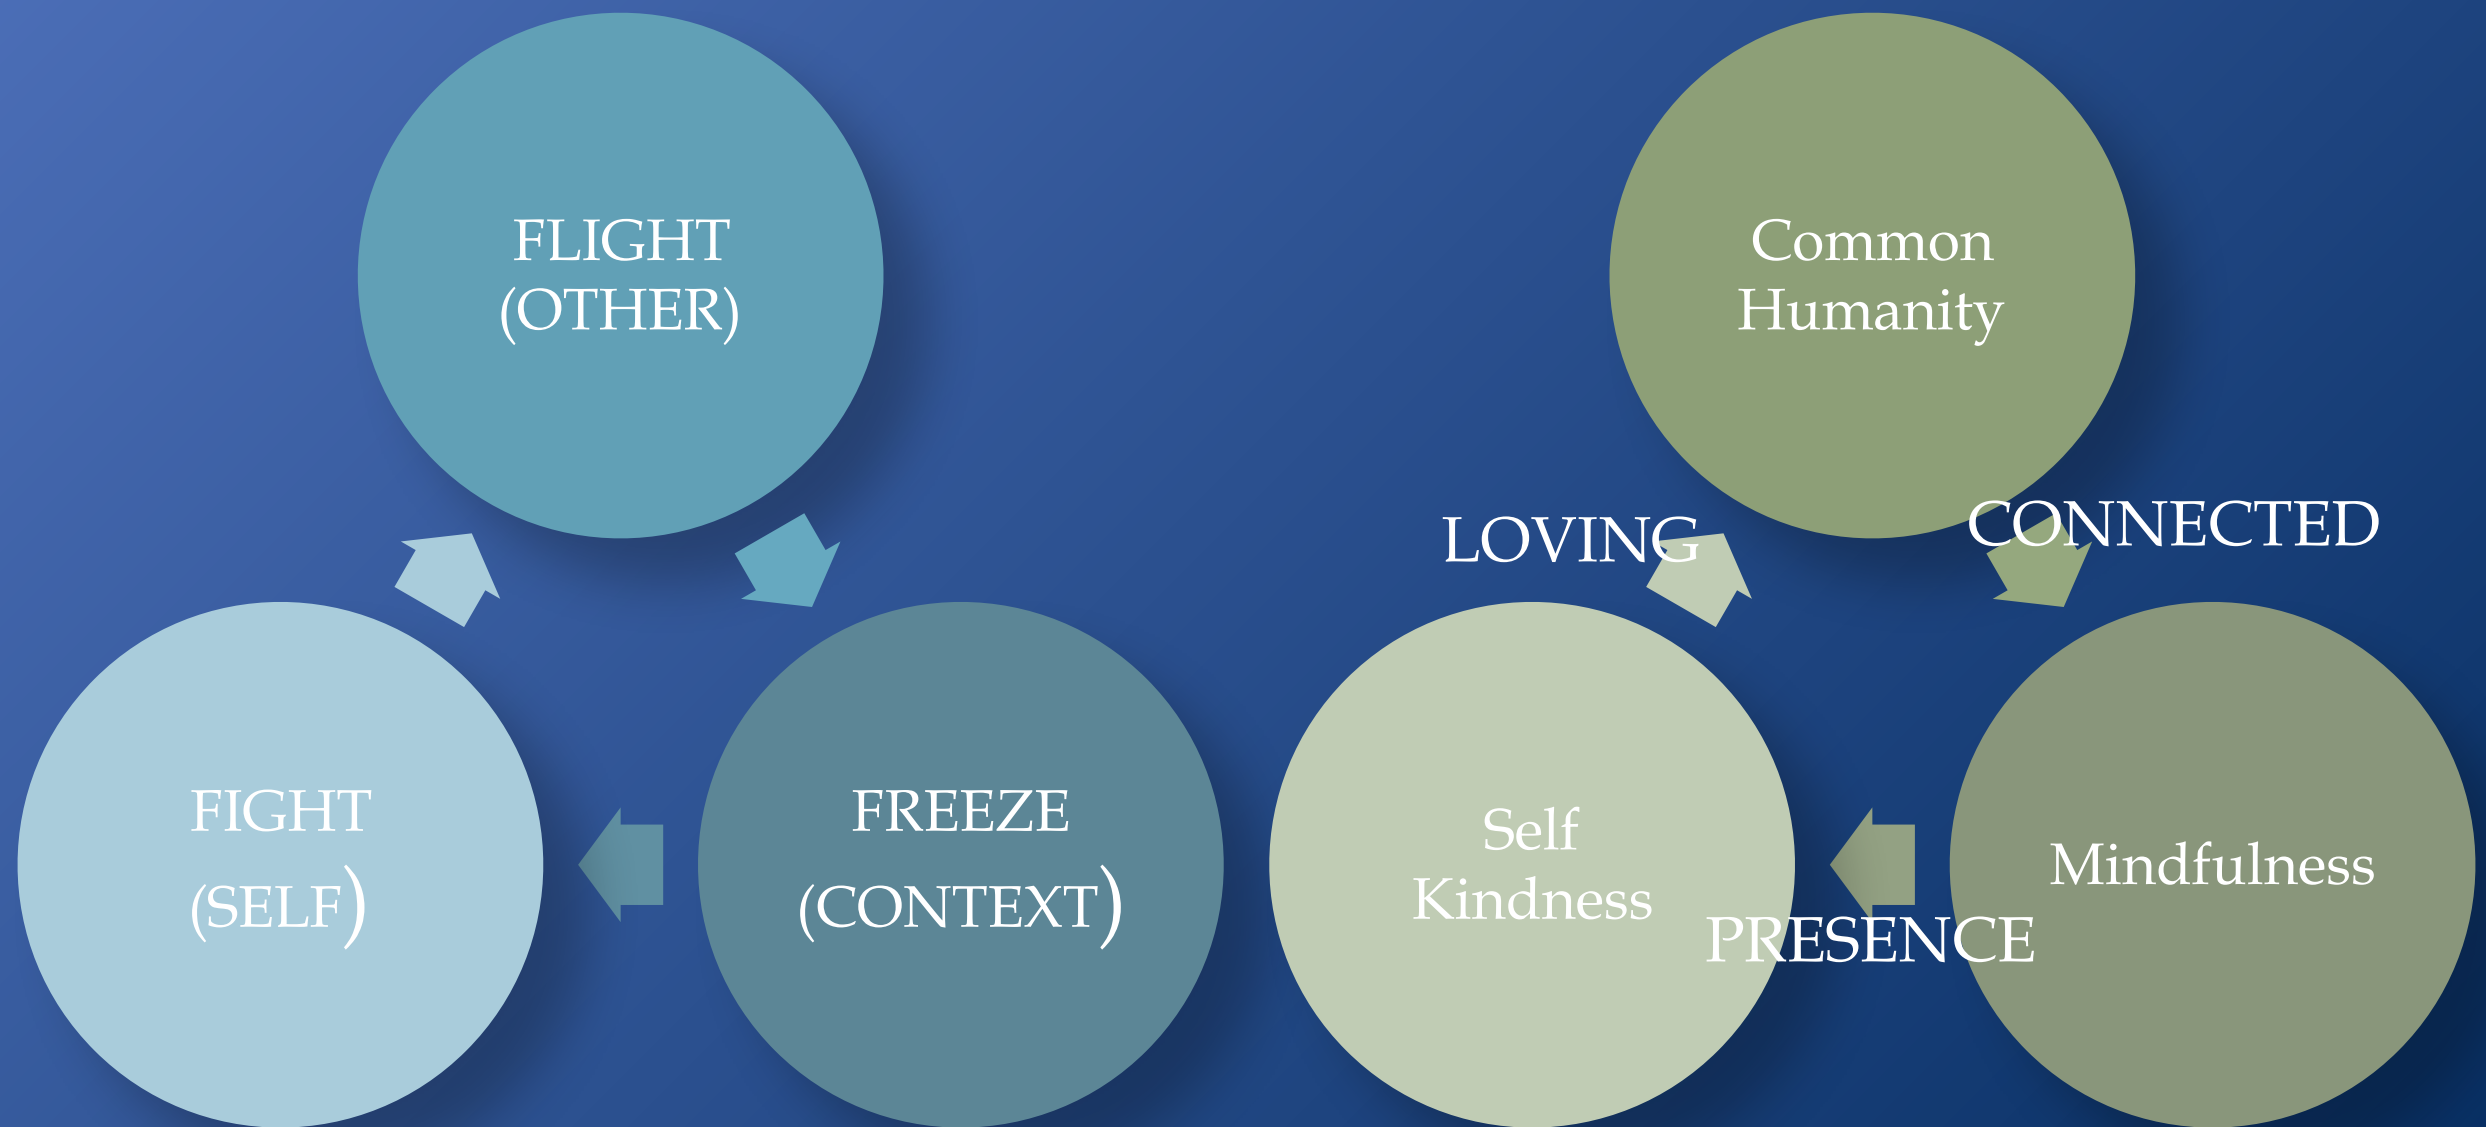 FLIGHT
(OTHER)
FIGHT
(SELF)
FREEZE
(CONTEXT)
Common
Humanity
LOVING
CONNECTED
Self
Kindness
Mindfulness
PRESENCE